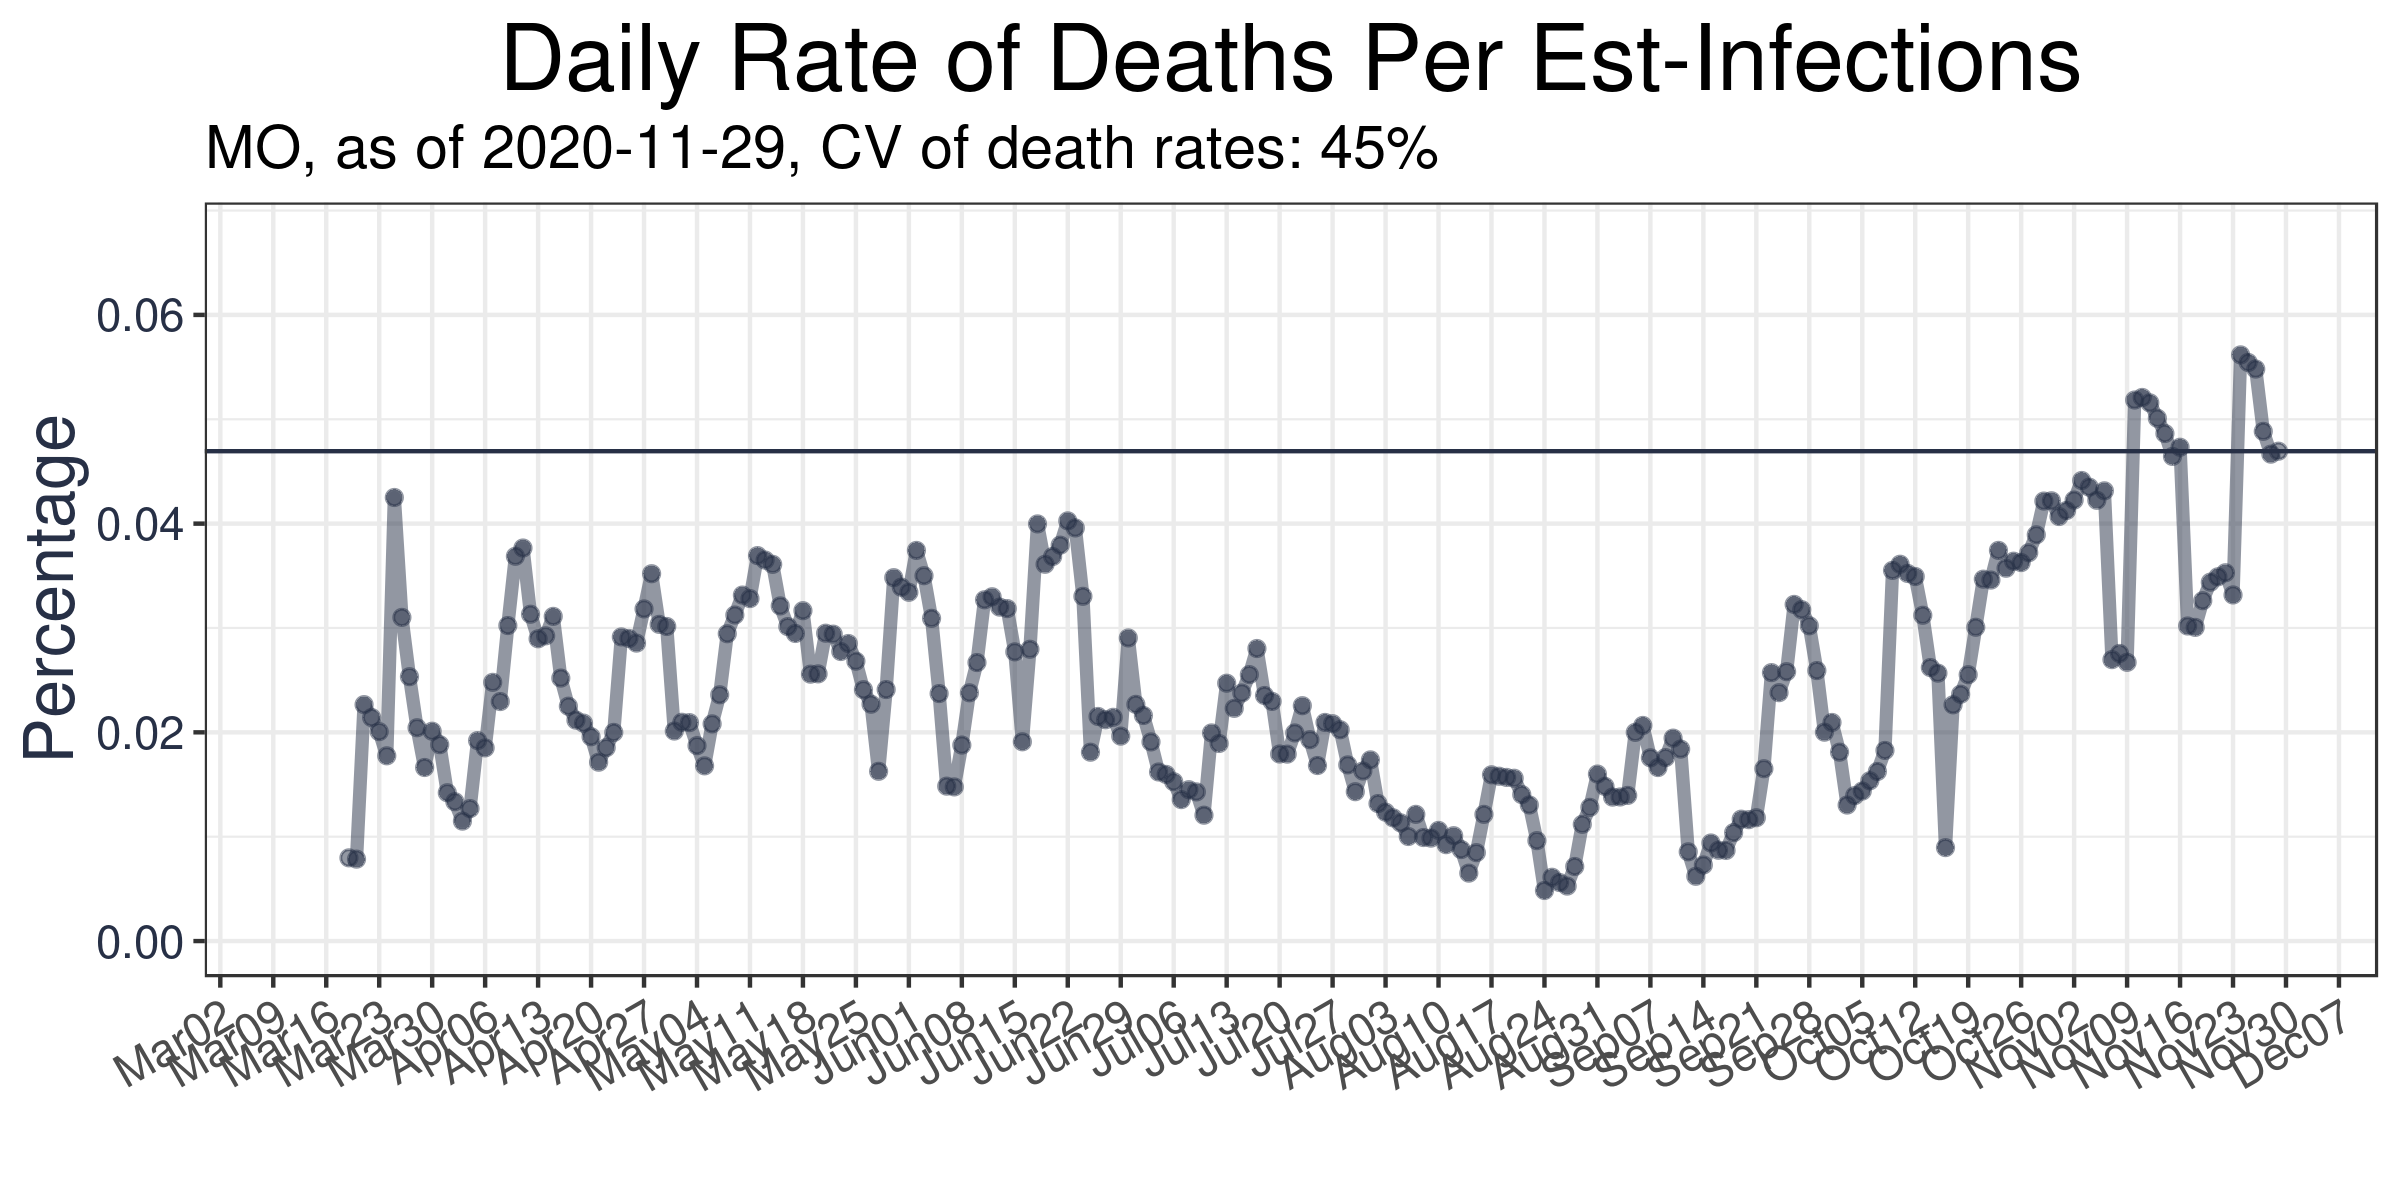 Daily Rate of Deaths Per Est-Infections
MO, as of 2020-11-29, CV of death rates: 45%
Percentage
0.06
0.04
0.02
0.00
Mar02
Mar09
Mar16
Mar23
Mar30
Apr06
Apr13
Apr20
Apr27
May04
May11
May18
May25
Jun01
Jun08
Jun15
Jun22
Jun29
Jul06
Jul13
Jul20
Jul27
Aug03
Aug10
Aug17
Aug24
Aug31
Sep07
Sep14
Sep21
Sep28
Oct05
Oct12
Oct19
Oct26
Nov02
Nov09
Nov16
Nov23
Nov30
Dec07